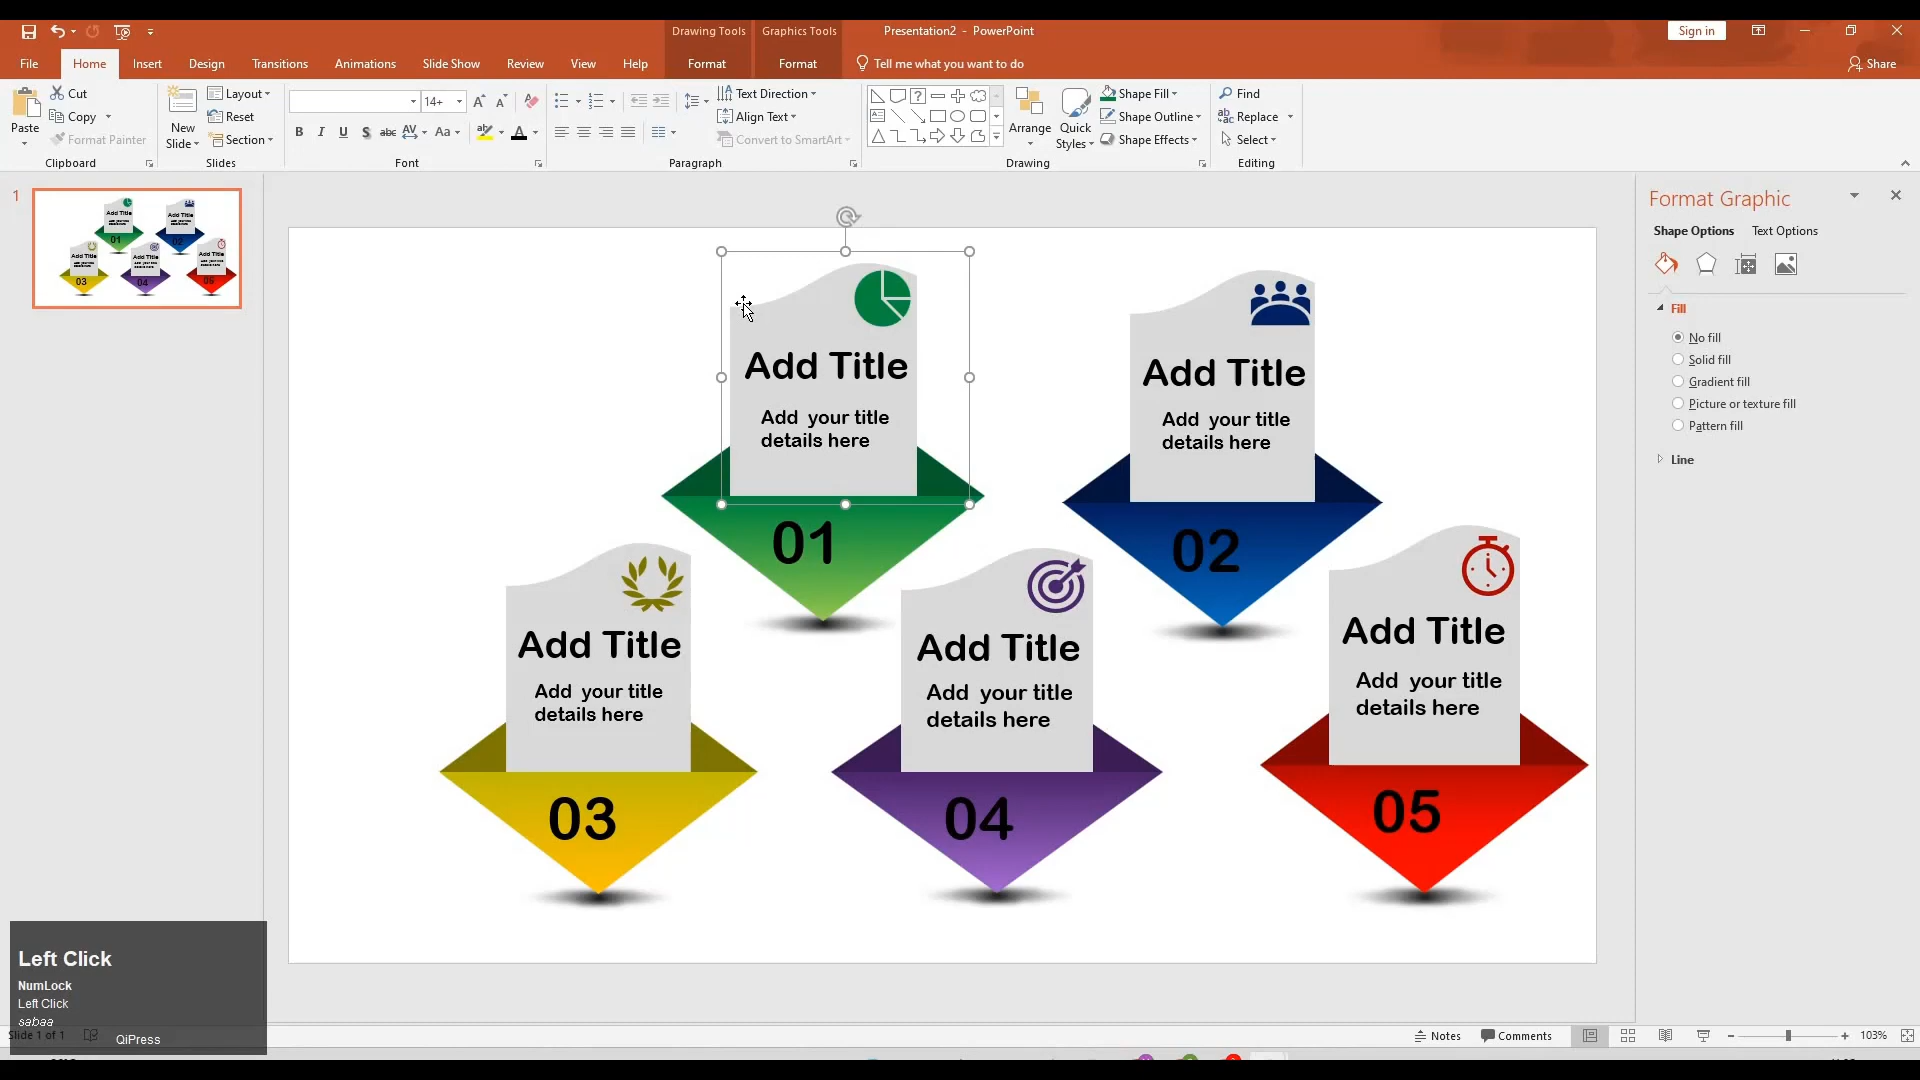 Drawing Tools
Graphics Tools
Presentation2 - PowerPoint
Sign in
File
Home
Insert
Design
Transitions
Animations
Slide Show
Review
View
Help
Format
Format
Tell me what you want to do
Share
Paste
Cut
Copy
Format Painter
Clipboard
New
Slide
Layout
Reset
Section
Slides
14+
B I U S abc AV Aa A
Font
Text Direction
Align Text
Convert to SmartArt
Paragraph
Arrange
Quick
Styles
Shape Fill
Shape Outline
Shape Effects
Drawing
Find
Replace
Select
Editing
1
Add Title
Add your title
details here
01
Add Title
Add your title
details here
02
Add Title
Add your title
details here
03
Add Title
Add your title
details here
04
Add Title
Add your title
details here
05
Format Graphic
Shape Options
Text Options
Fill
No fill
Solid fill
Gradient fill
Picture or texture fill
Pattern fill
Line
Left Click
NumLock
Left Click
sabaa
QiPress
Slide 1 of 1
Notes
Comments
103%